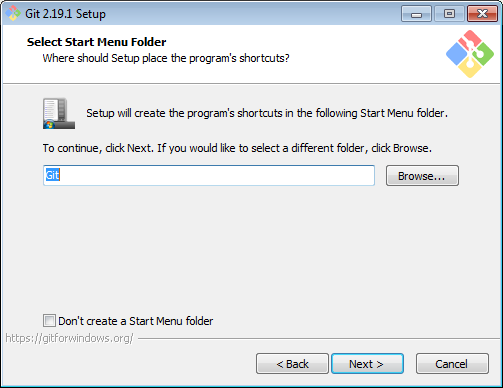 Git 2.19.1 Setup
Select Start Menu Folder
Where should Setup place the program's shortcuts?
Setup will create the program's shortcuts in the following Start Menu folder.
To continue, click Next. If you would like to select a different folder, click Browse.
Git
Browse...
Don't create a Start Menu folder
https://gitforwindows.org/
< Back
Next >
Cancel